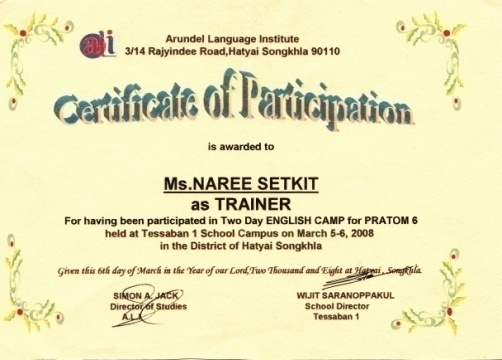 ali
Arundel Language Institute
3/14 Rajyindee Road,Hatyai Songkhla 90110
Certificate of Participation
is awarded to
Ms.NAREE SETKIT
as TRAINER
For having been participated in Two Day ENGLISH CAMP for PRATOM 6
held at Tessaban 1 School Campus on March 5-6, 2008
in the District of Hatyai Songkhla
Given this 6th day of March in the Year of our Lord,Two Thousand and Eight at Hatyai , Songkhla.
SIMON A. JACK
Director of Studies
A.L.I.
WIJIT SARANOPPAKUL
School Director
Tessaban 1